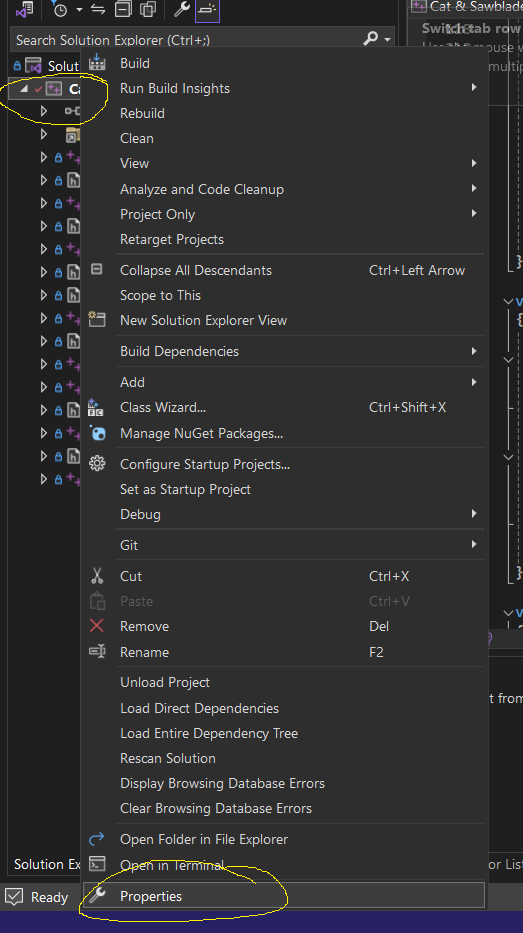 Cat & Sawblade
Search Solution Explorer (Ctrl+;)
Switch tab row
Solut
Build
Run Build Insights
Rebuild
Clean
View
Analyze and Code Cleanup
Project Only
Retarget Projects
Collapse All Descendants Ctrl+Left Arrow
Scope to This
New Solution Explorer View
Build Dependencies
Add
Class Wizard... Ctrl+Shift+X
Manage NuGet Packages...
Configure Startup Projects...
Set as Startup Project
Debug
Git
Cut Ctrl+X
Paste Ctrl+V
Remove Del
Rename F2
Unload Project
Load Direct Dependencies
t from
Load Entire Dependency Tree
Rescan Solution
Display Browsing Database Errors
Clear Browsing Database Errors
Open Folder in File Explorer
Solution Ex
Open in Terminal
or List
Ready
Properties